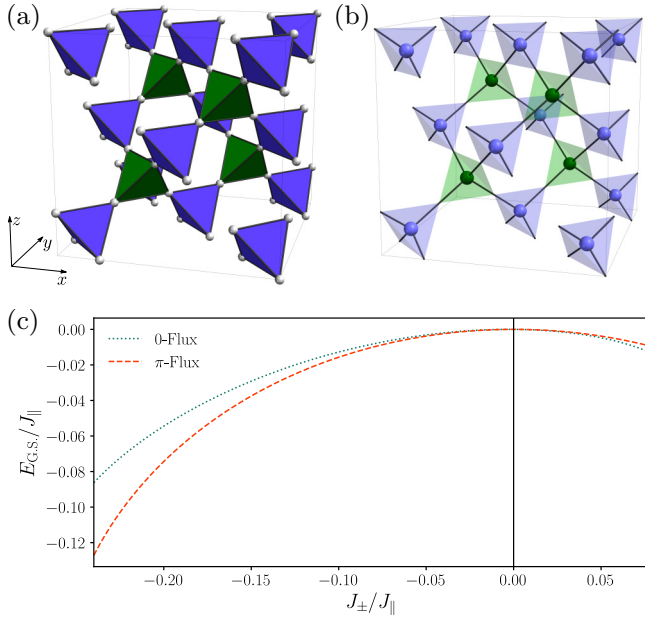 (a)
(b)
z
y
x
(c)
0-Flux
π-Flux
0.00
−0.02
−0.04
−0.06
−0.08
−0.10
−0.12
E_{G.S.}/J_∥
−0.20
−0.15
−0.10
−0.05
0.00
0.05
J_±/J_∥